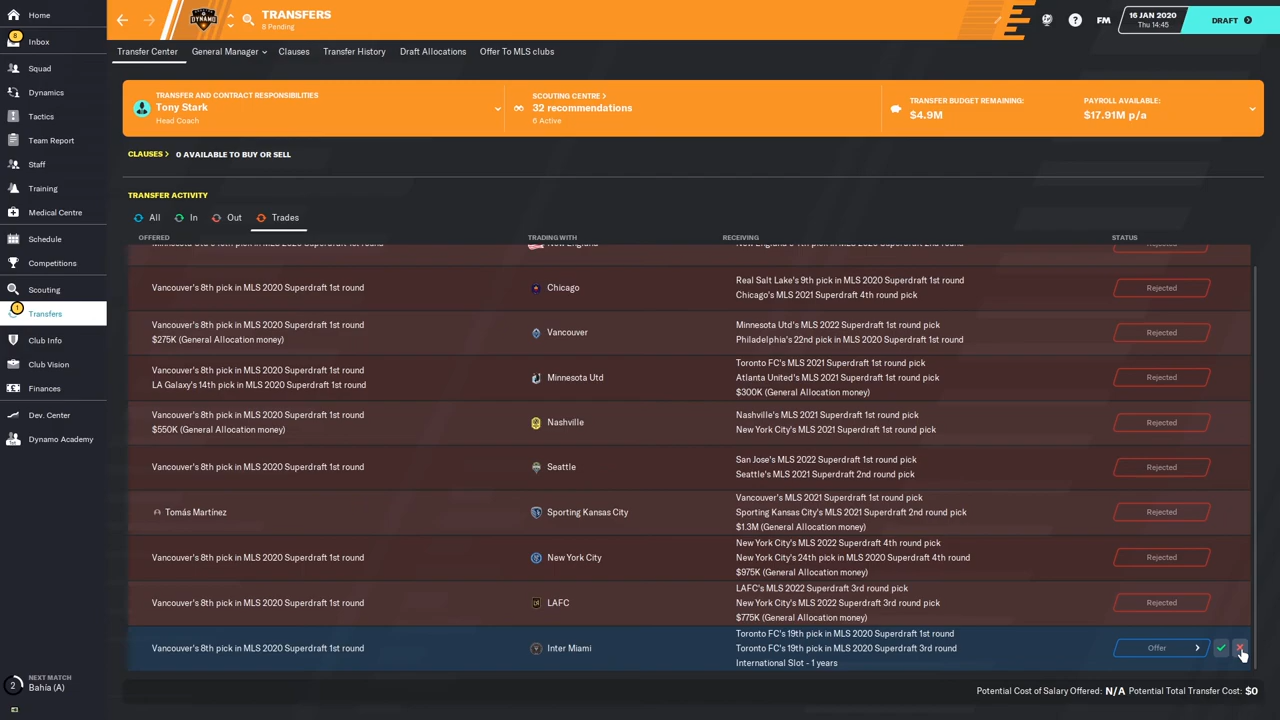 Home
8
Inbox
Squad
Dynamics
Tactics
Team Report
Staff
Training
Medical Centre
Schedule
Competitions
Scouting
1
Transfers
Club Info
Club Vision
Finances
Dev. Center
Dynamo Academy
2
NEXT MATCH
Bahía (A)
DYNAMO
TRANSFERS
8 Pending
?
FM
16 JAN 2020
Thu 14:45
DRAFT
Transfer Center
General Manager
Clauses
Transfer History
Draft Allocations
Offer To MLS clubs
TRANSFER AND CONTRACT RESPONSIBILITIES
Tony Stark
Head Coach
SCOUTING CENTRE >
32 recommendations
6 Active
TRANSFER BUDGET REMAINING:
$4.9M
PAYROLL AVAILABLE:
$17.91M p/a
CLAUSES > 0 AVAILABLE TO BUY OR SELL
TRANSFER ACTIVITY
All
In
Out
Trades
OFFERED TRADING WITH RECEIVING STATUS
Vancouver's 8th pick in MLS 2020 Superdraft 1st round
Chicago
Real Salt Lake's 9th pick in MLS 2020 Superdraft 1st round
Chicago's MLS 2021 Superdraft 4th round pick
Rejected
Vancouver's 8th pick in MLS 2020 Superdraft 1st round
$275K (General Allocation money)
Vancouver
Minnesota Utd's MLS 2022 Superdraft 1st round pick
Philadelphia's 22nd pick in MLS 2020 Superdraft 1st round
Rejected
Vancouver's 8th pick in MLS 2020 Superdraft 1st round
LA Galaxy's 14th pick in MLS 2020 Superdraft 1st round
Minnesota Utd
Toronto FC's MLS 2021 Superdraft 1st round pick
Atlanta United's MLS 2021 Superdraft 1st round pick
$300K (General Allocation money)
Rejected
Vancouver's 8th pick in MLS 2020 Superdraft 1st round
$550K (General Allocation money)
Nashville
Nashville's MLS 2021 Superdraft 1st round pick
New York City's MLS 2021 Superdraft 1st round pick
Rejected
Vancouver's 8th pick in MLS 2020 Superdraft 1st round
Seattle
San Jose's MLS 2022 Superdraft 1st round pick
Seattle's MLS 2021 Superdraft 2nd round pick
Rejected
Tomás Martínez
Sporting Kansas City
Vancouver's MLS 2021 Superdraft 1st round pick
Sporting Kansas City's MLS 2021 Superdraft 2nd round pick
$1.3M (General Allocation money)
Rejected
Vancouver's 8th pick in MLS 2020 Superdraft 1st round
New York City
New York City's MLS 2022 Superdraft 4th round pick
New York City's 24th pick in MLS 2020 Superdraft 4th round
$975K (General Allocation money)
Rejected
Vancouver's 8th pick in MLS 2020 Superdraft 1st round
LAFC
LAFC's MLS 2022 Superdraft 3rd round pick
New York City's MLS 2022 Superdraft 3rd round pick
$775K (General Allocation money)
Rejected
Vancouver's 8th pick in MLS 2020 Superdraft 1st round
Inter Miami
Toronto FC's 19th pick in MLS 2020 Superdraft 1st round
Toronto FC's 19th pick in MLS 2020 Superdraft 3rd round
International Slot - 1 years
Offer
Potential Cost of Salary Offered: N/A Potential Total Transfer Cost: $0